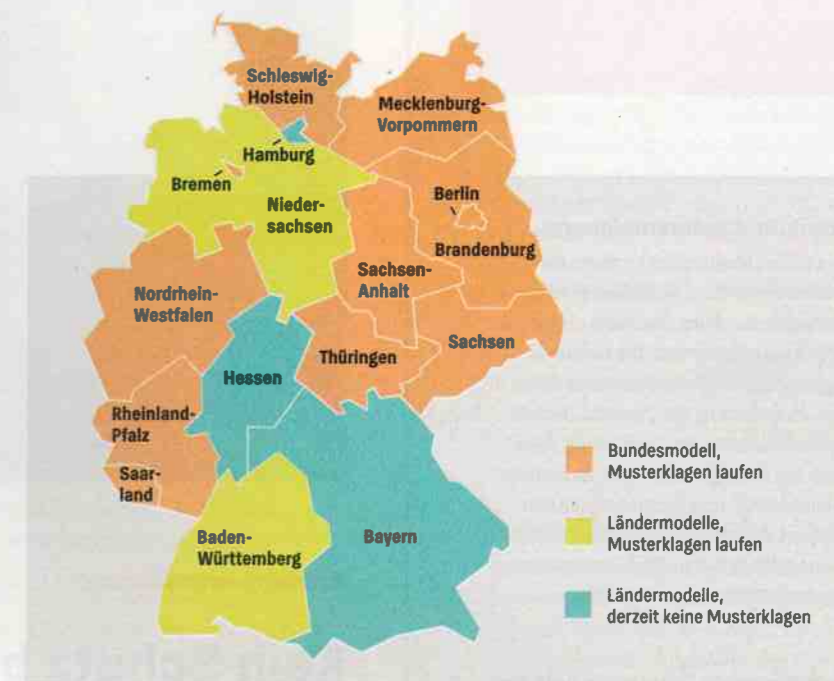 Schleswig-
Holstein
Mecklenburg-
Vorpommern
Hamburg
Bremen
Berlin
Nieder-
sachsen
Brandenburg
Sachsen-
Anhalt
Nordrhein-
Westfalen
Sachsen
Thüringen
Hessen
Rheinland-
Pfalz
Saar-
land
Baden-
Württemberg
Bayern
Bundesmodell,
Musterklagen laufen
Ländermodelle,
Musterklagen laufen
Ländermodelle,
derzeit keine Musterklagen